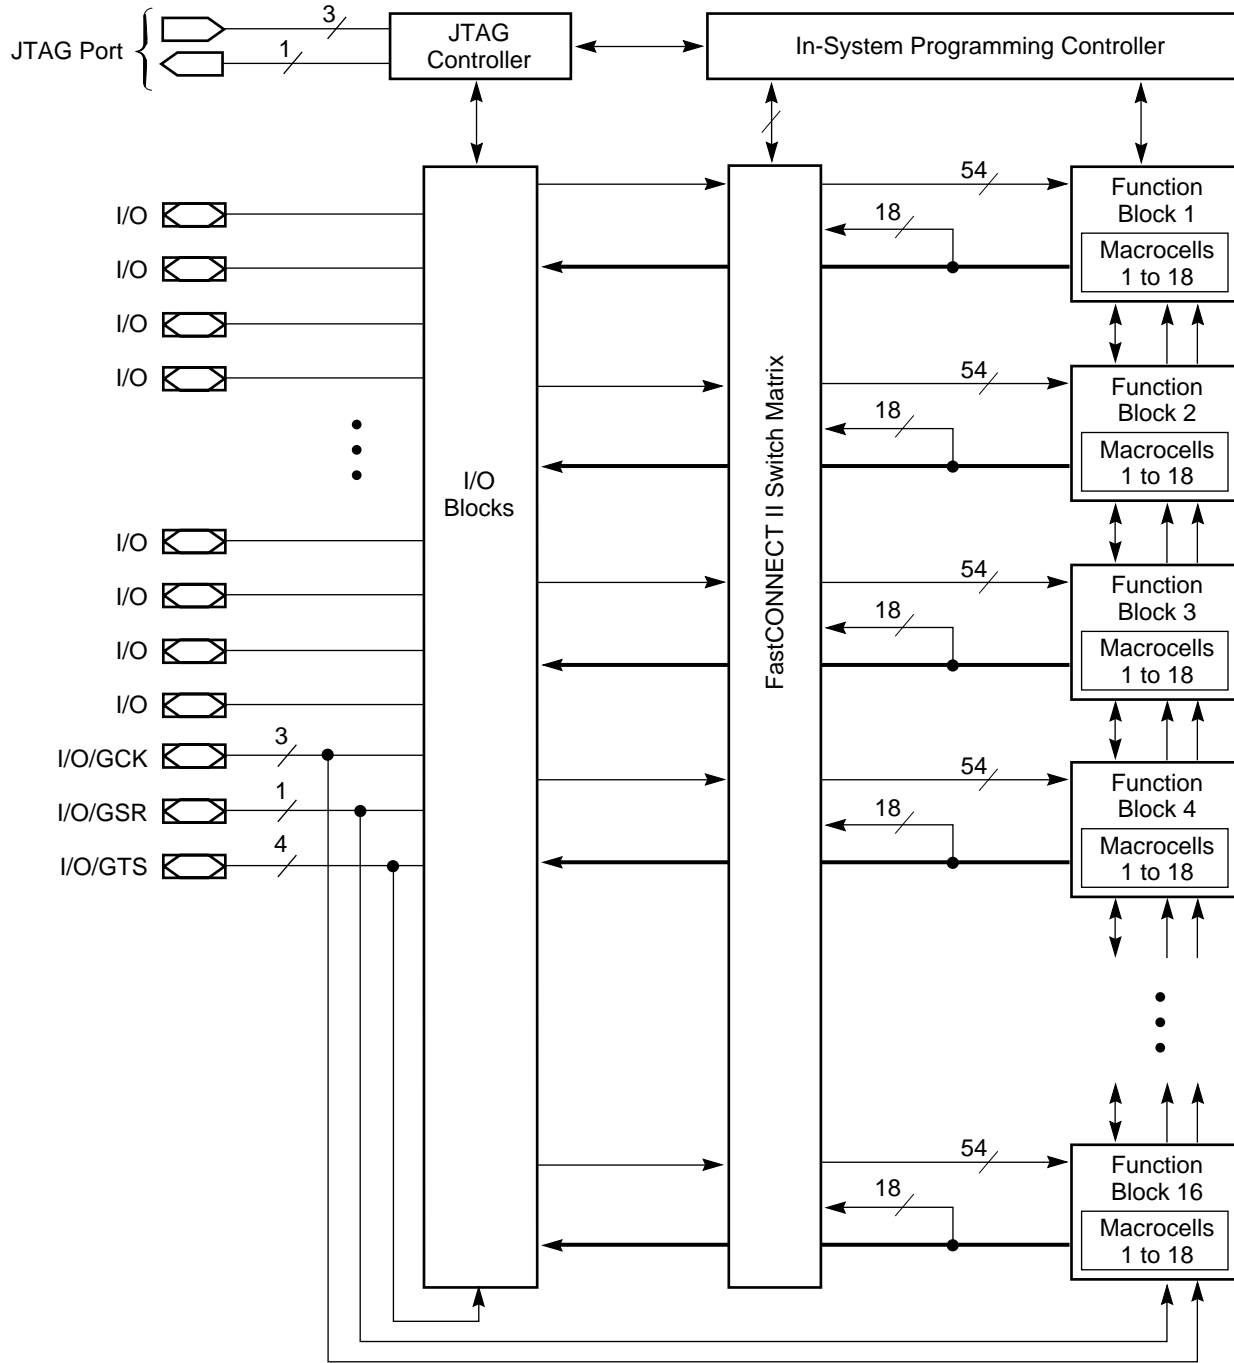 JTAG Port
3
1
JTAG
Controller
In-System Programming Controller
I/O
I/O
I/O
I/O
I/O
I/O
I/O
I/O
I/O/GCK
3
I/O/GSR
1
I/O/GTS
4
I/O
Blocks
FastCONNECT II Switch Matrix
54
18
Function
Block 1
Macrocells
1 to 18
54
18
Function
Block 2
Macrocells
1 to 18
54
18
Function
Block 3
Macrocells
1 to 18
54
18
Function
Block 4
Macrocells
1 to 18
54
18
Function
Block 16
Macrocells
1 to 18